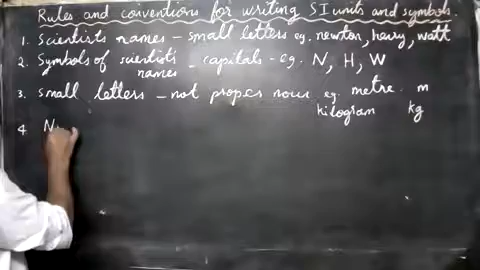 Rules and conventions for writing SI units and symbols.
1. Scientists names - small letters eg. newton, henry, watt
2. Symbols of scientists names - capitals - eg. N, H, W
3. small letters - not proper noun eg. metre m
kilogram kg
4. N